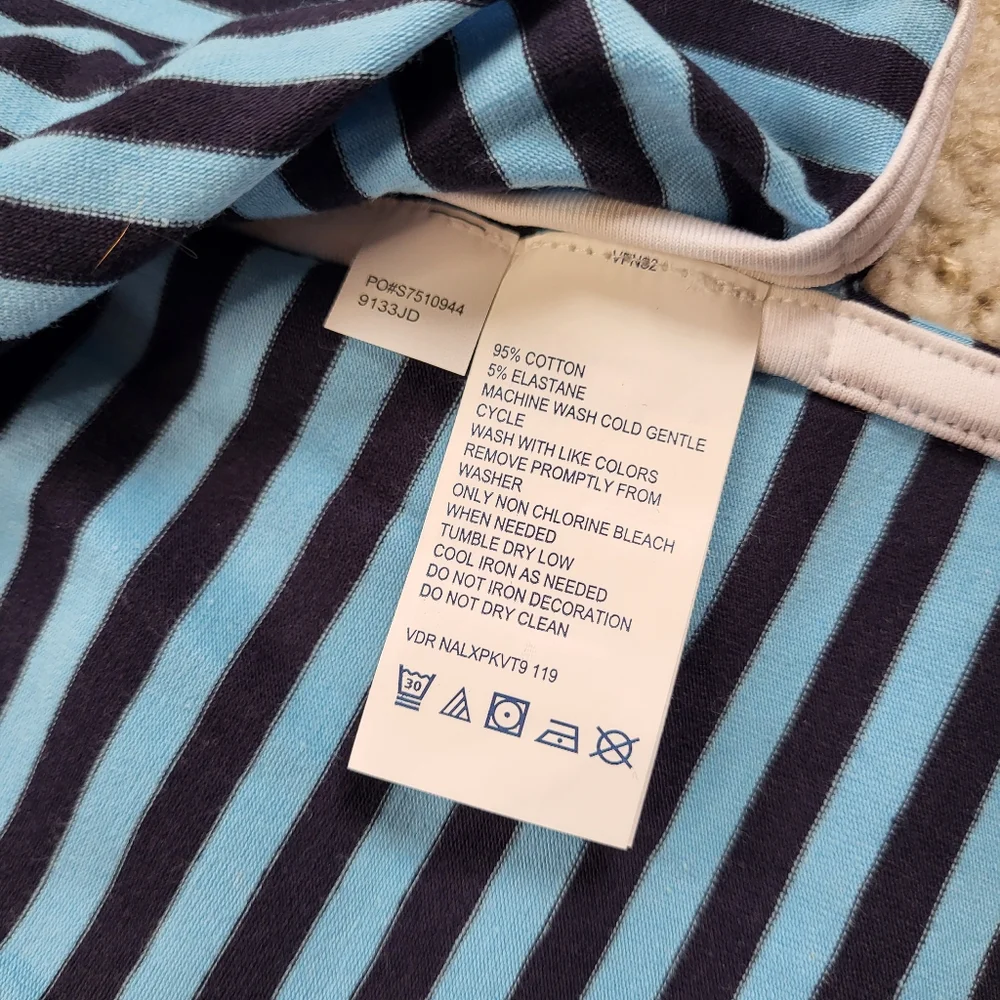 PO#S7510944
9133JD
95% COTTON
5% ELASTANE
MACHINE WASH COLD GENTLE
CYCLE
WASH WITH LIKE COLORS
REMOVE PROMPTLY FROM
WASHER
ONLY NON CHLORINE BLEACH
WHEN NEEDED
TUMBLE DRY LOW
COOL IRON AS NEEDED
DO NOT IRON DECORATION
DO NOT DRY CLEAN
VDR NALXPKVT9 119
30